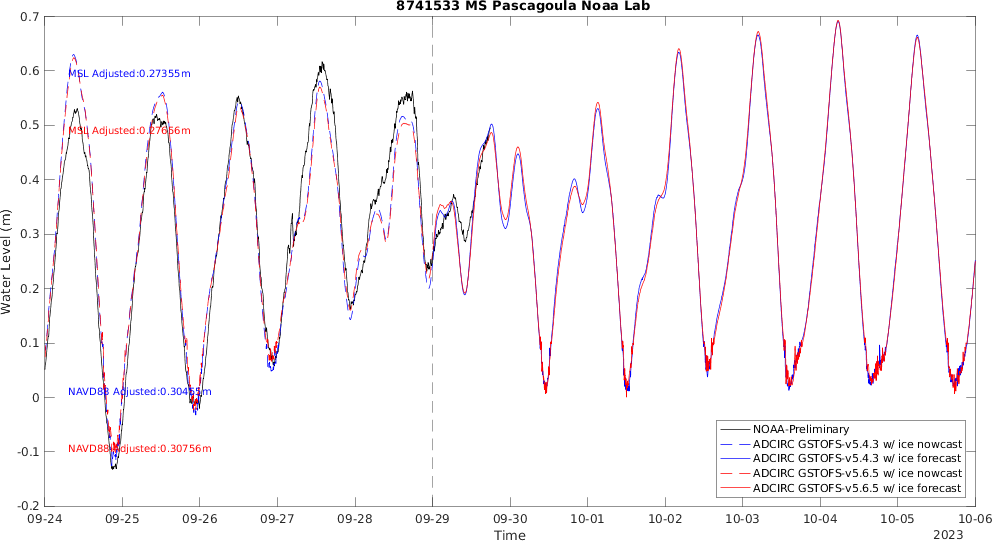 8741533 MS Pascagoula Noaa Lab
0.7
0.6
0.5
0.4
0.3
0.2
0.1
0
-0.1
-0.2
Water Level (m)
MSL Adjusted:0.27355m
MSL Adjusted:0.27656m
NAVD88 Adjusted:0.30455m
NAVD88 Adjusted:0.30756m
NOAA-Preliminary
ADCIRC GSTOFS-v5.4.3 w/ ice nowcast
ADCIRC GSTOFS-v5.4.3 w/ ice forecast
ADCIRC GSTOFS-v5.6.5 w/ ice nowcast
ADCIRC GSTOFS-v5.6.5 w/ ice forecast
09-24 09-25 09-26 09-27 09-28 09-29 09-30 10-01 10-02 10-03 10-04 10-05 10-06
Time
2023